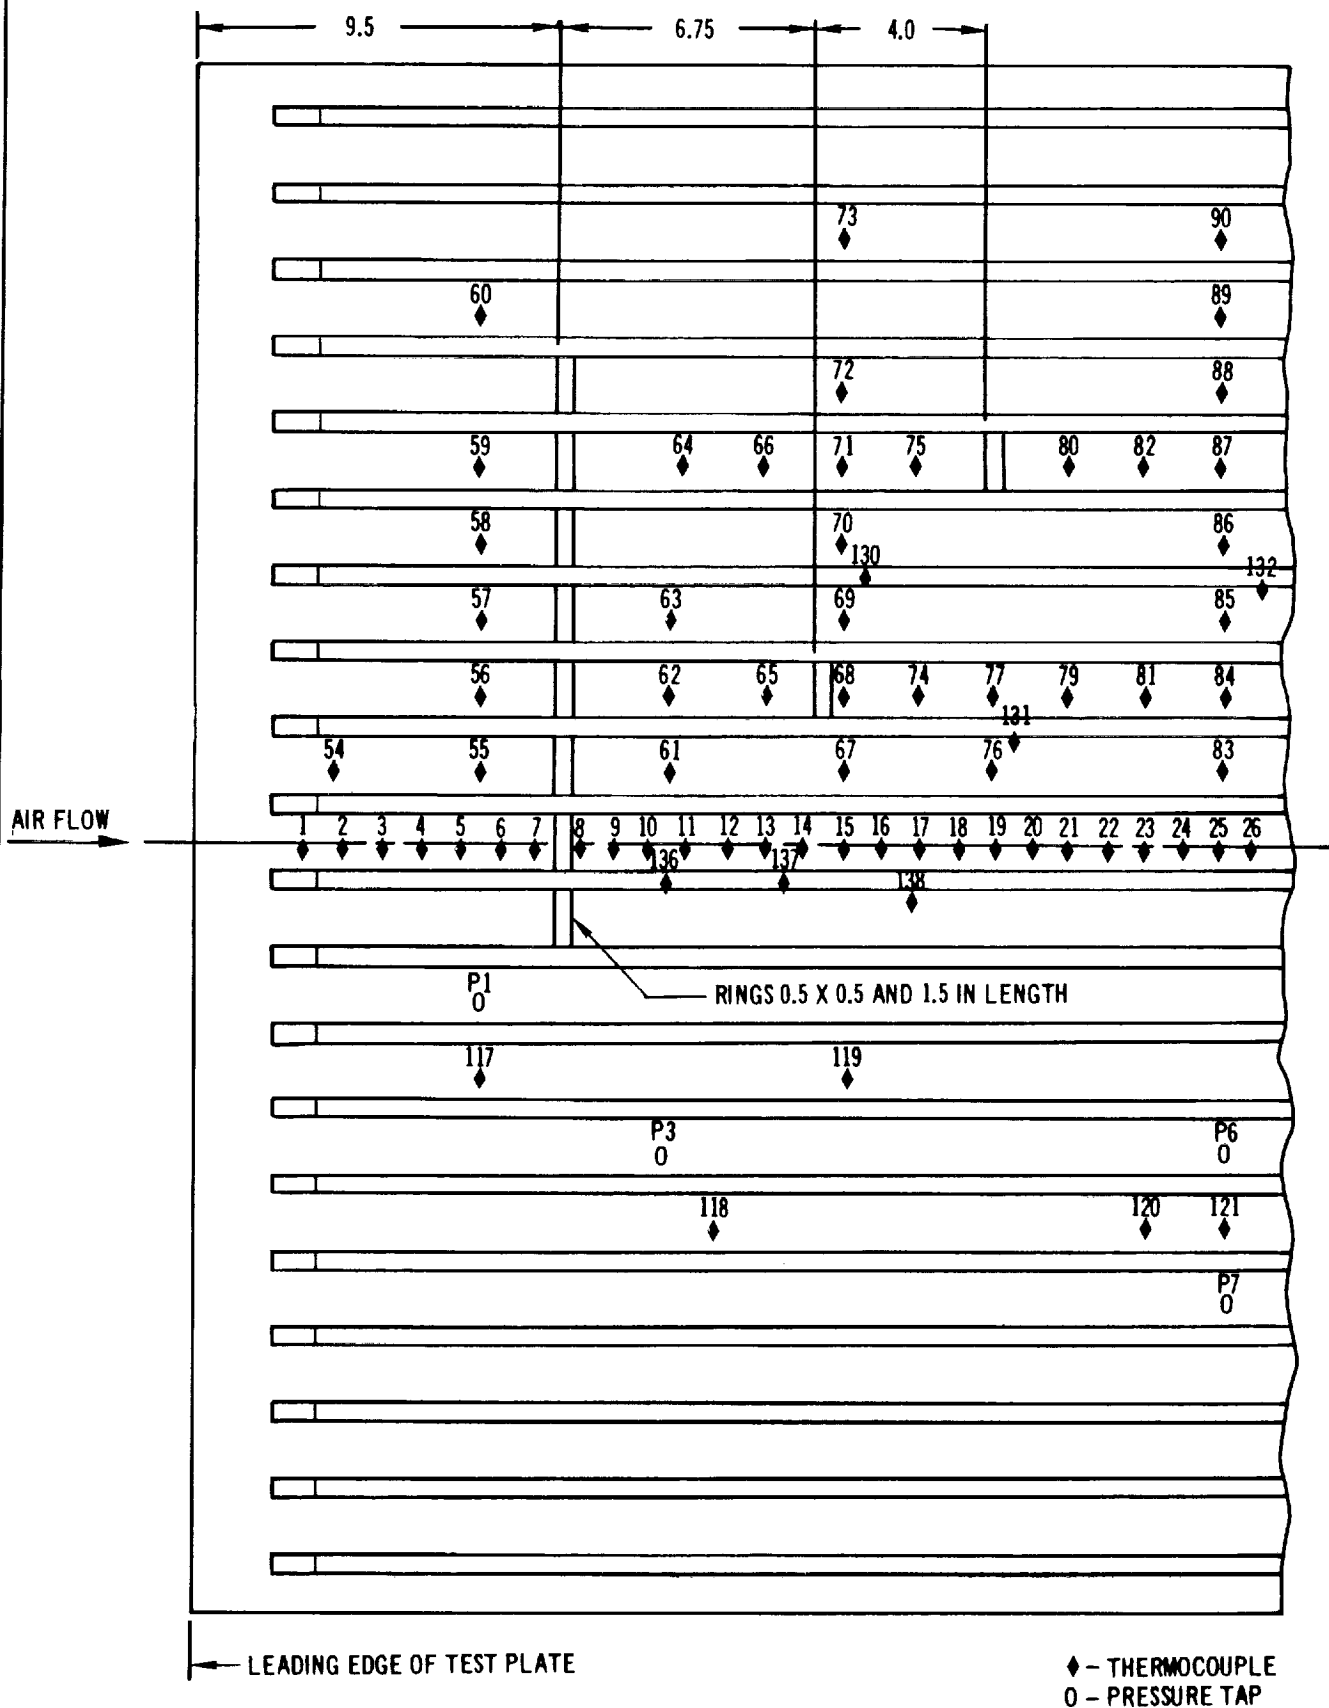 9.5 6.75 4.0
73 90
60 89
72 88
59 64 66 71 75 80 82 87
58 70 86
130 132
57 63 69 85
56 62 65 68 74 77 79 81 84
131
54 55 61 67 76 83
AIR FLOW
1 2 3 4 5 6 7 8 9 10 11 12 13 14 15 16 17 18 19 20 21 22 23 24 25 26
136 137 138
P1
O
RINGS 0.5 X 0.5 AND 1.5 IN LENGTH
117 119
P3 P6
O O
118 120 121
P7
O
LEADING EDGE OF TEST PLATE
♦ - THERMOCOUPLE
O - PRESSURE TAP